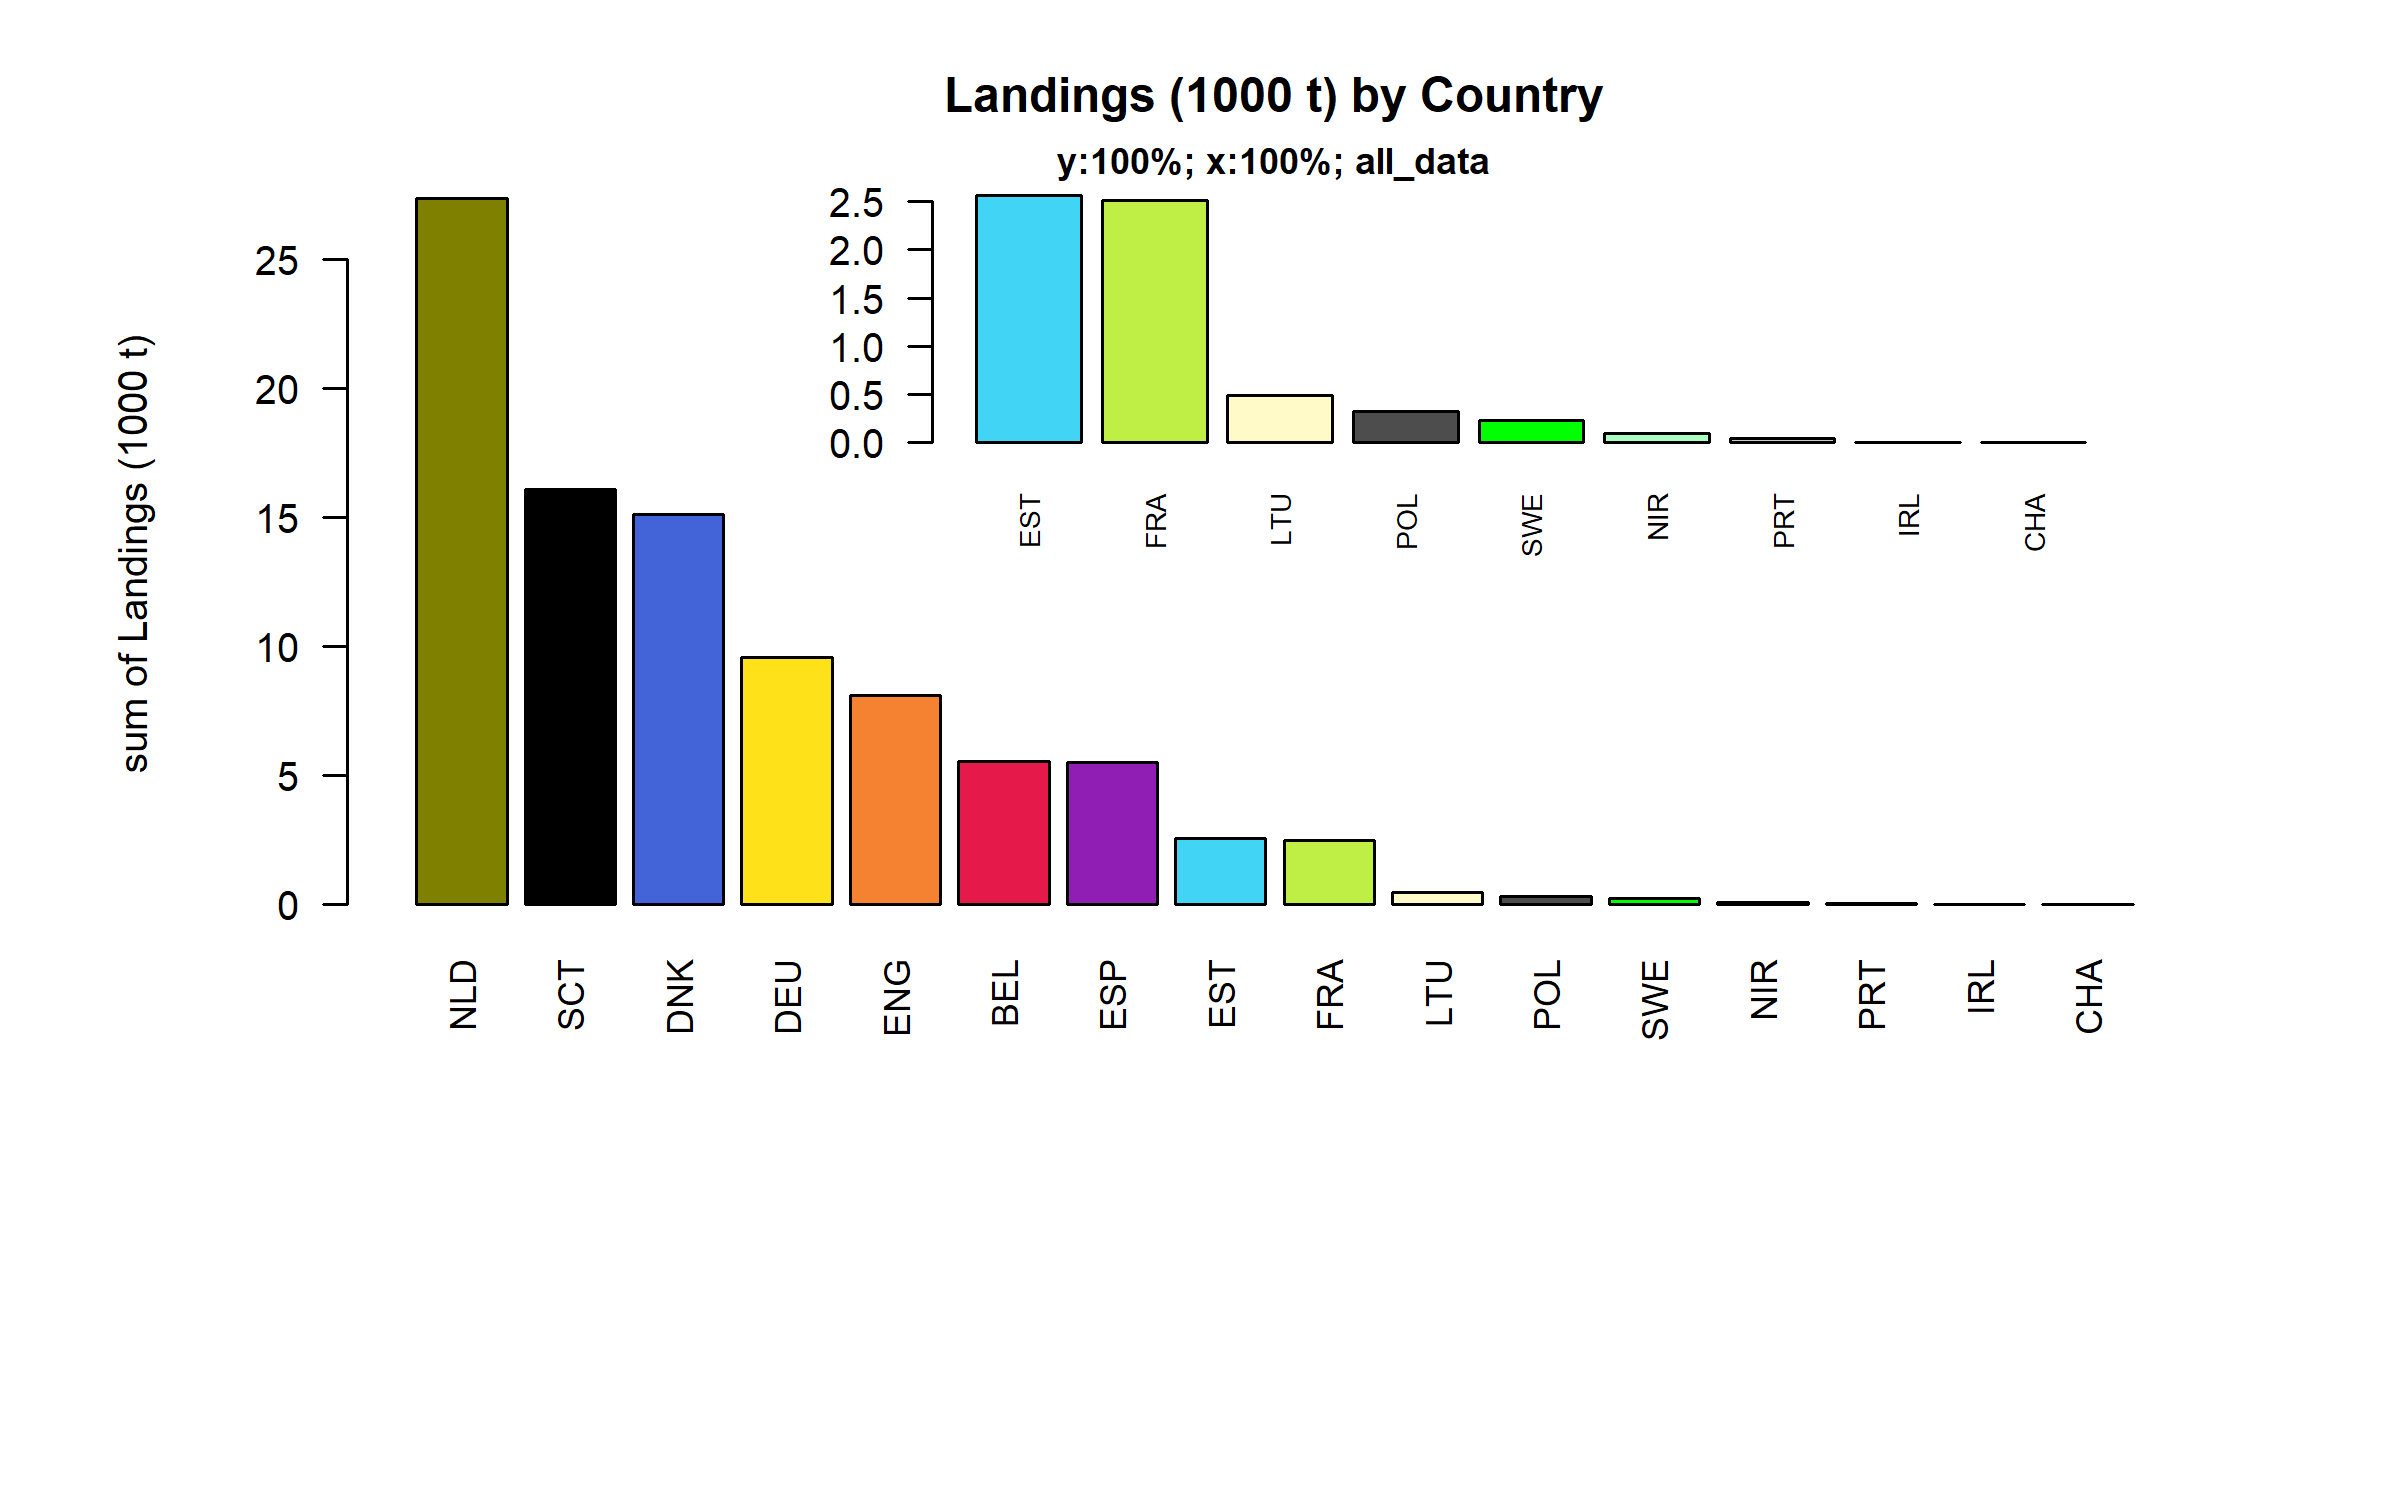 Landings (1000 t) by Country
y:100%; x:100%; all_data
2.5
2.0
1.5
1.0
0.5
0.0
EST
FRA
LTU
POL
SWE
NIR
PRT
IRL
CHA
sum of Landings (1000 t)
25
20
15
10
5
0
NLD
SCT
DNK
DEU
ENG
BEL
ESP
EST
FRA
LTU
POL
SWE
NIR
PRT
IRL
CHA